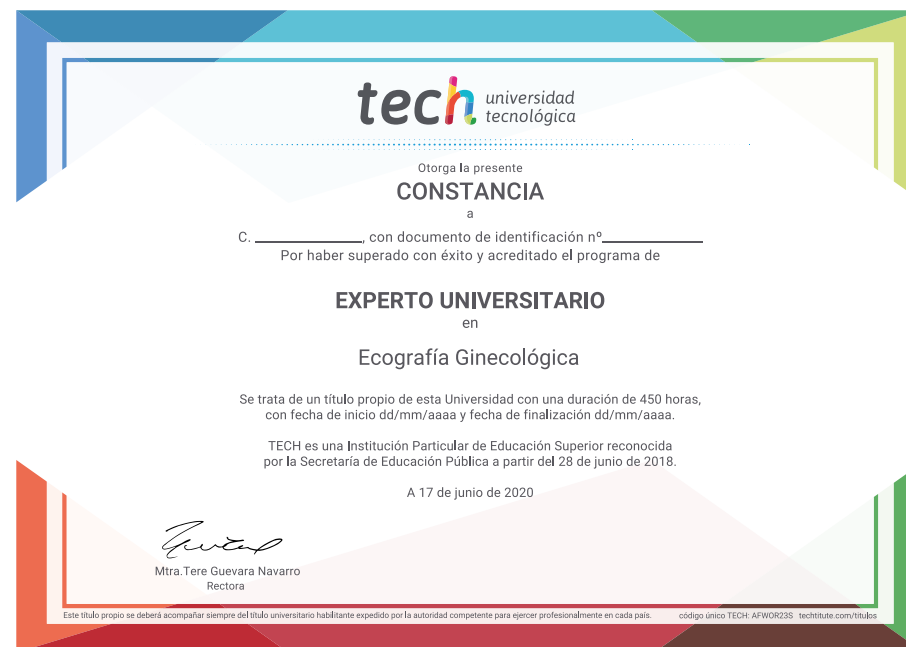 tech universidad
tecnológica
Otorga la presente
CONSTANCIA
a
C. ____________, con documento de identificación nº____________
Por haber superado con éxito y acreditado el programa de
EXPERTO UNIVERSITARIO
en
Ecografía Ginecológica
Se trata de un título propio de esta Universidad con una duración de 450 horas,
con fecha de inicio dd/mm/aaaa y fecha de finalización dd/mm/aaaa.
TECH es una Institución Particular de Educación Superior reconocida
por la Secretaría de Educación Pública a partir del 28 de junio de 2018.
A 17 de junio de 2020
Mtra.Tere Guevara Navarro
Rectora
Este título propio se deberá acompañar siempre del título universitario habilitante expedido por la autoridad competente para ejercer profesionalmente en cada país. código único TECH: AFWOR23S techtitute.com/titulos